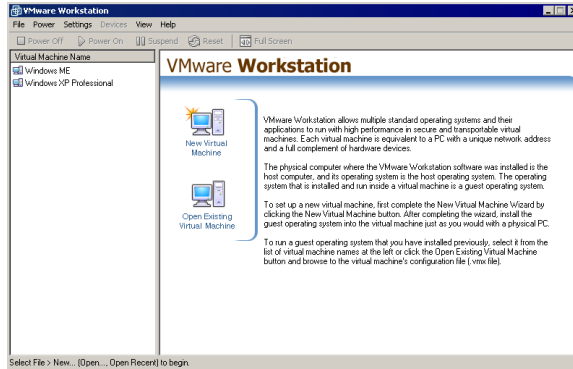 VMware Workstation
File Power Settings Devices View Help
Power Off Power On Suspend Reset Full Screen
Virtual Machine Name
Windows ME
Windows XP Professional
VMware Workstation
New Virtual
Machine
Open Existing
Virtual Machine
VMware Workstation allows multiple standard operating systems and their
applications to run with high performance in secure and transportable virtual
machines. Each virtual machine is equivalent to a PC with a unique network address
and a full complement of hardware devices.
The physical computer where the VMware Workstation software was installed is the
host computer, and its operating system is the host operating system. The operating
system that is installed and run inside a virtual machine is a guest operating system.
To set up a new virtual machine, first complete the New Virtual Machine Wizard by
clicking the New Virtual Machine button. After completing the wizard, install the
guest operating system into the virtual machine just as you would with a physical PC.
To run a guest operating system that you have installed previously, select it from the
list of virtual machine names at the left or click the Open Existing Virtual Machine
button and browse to the virtual machine's configuration file (.vmx file).
Select File > New... (Open..., Open Recent) to begin.